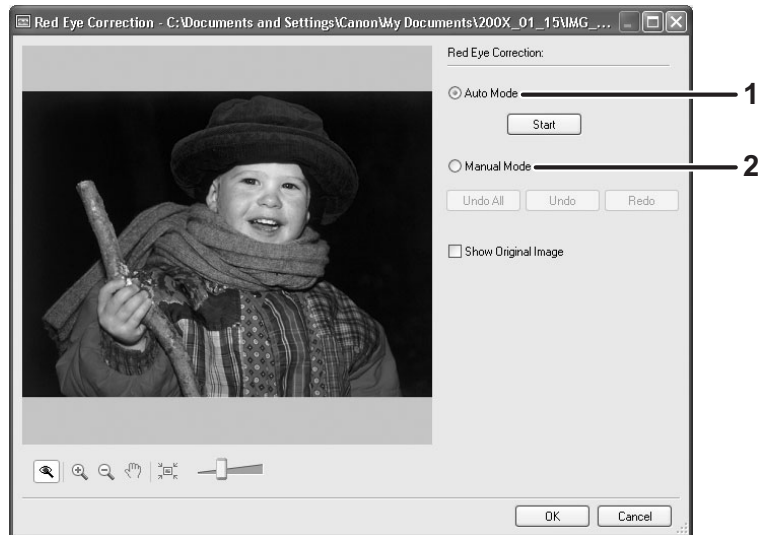 Red Eye Correction - C:\Documents and Settings\Canon\My Documents\200X_01_15\IMG_...
Red Eye Correction:
Auto Mode
1
Start
Manual Mode
2
Undo All
Undo
Redo
Show Original Image
OK
Cancel